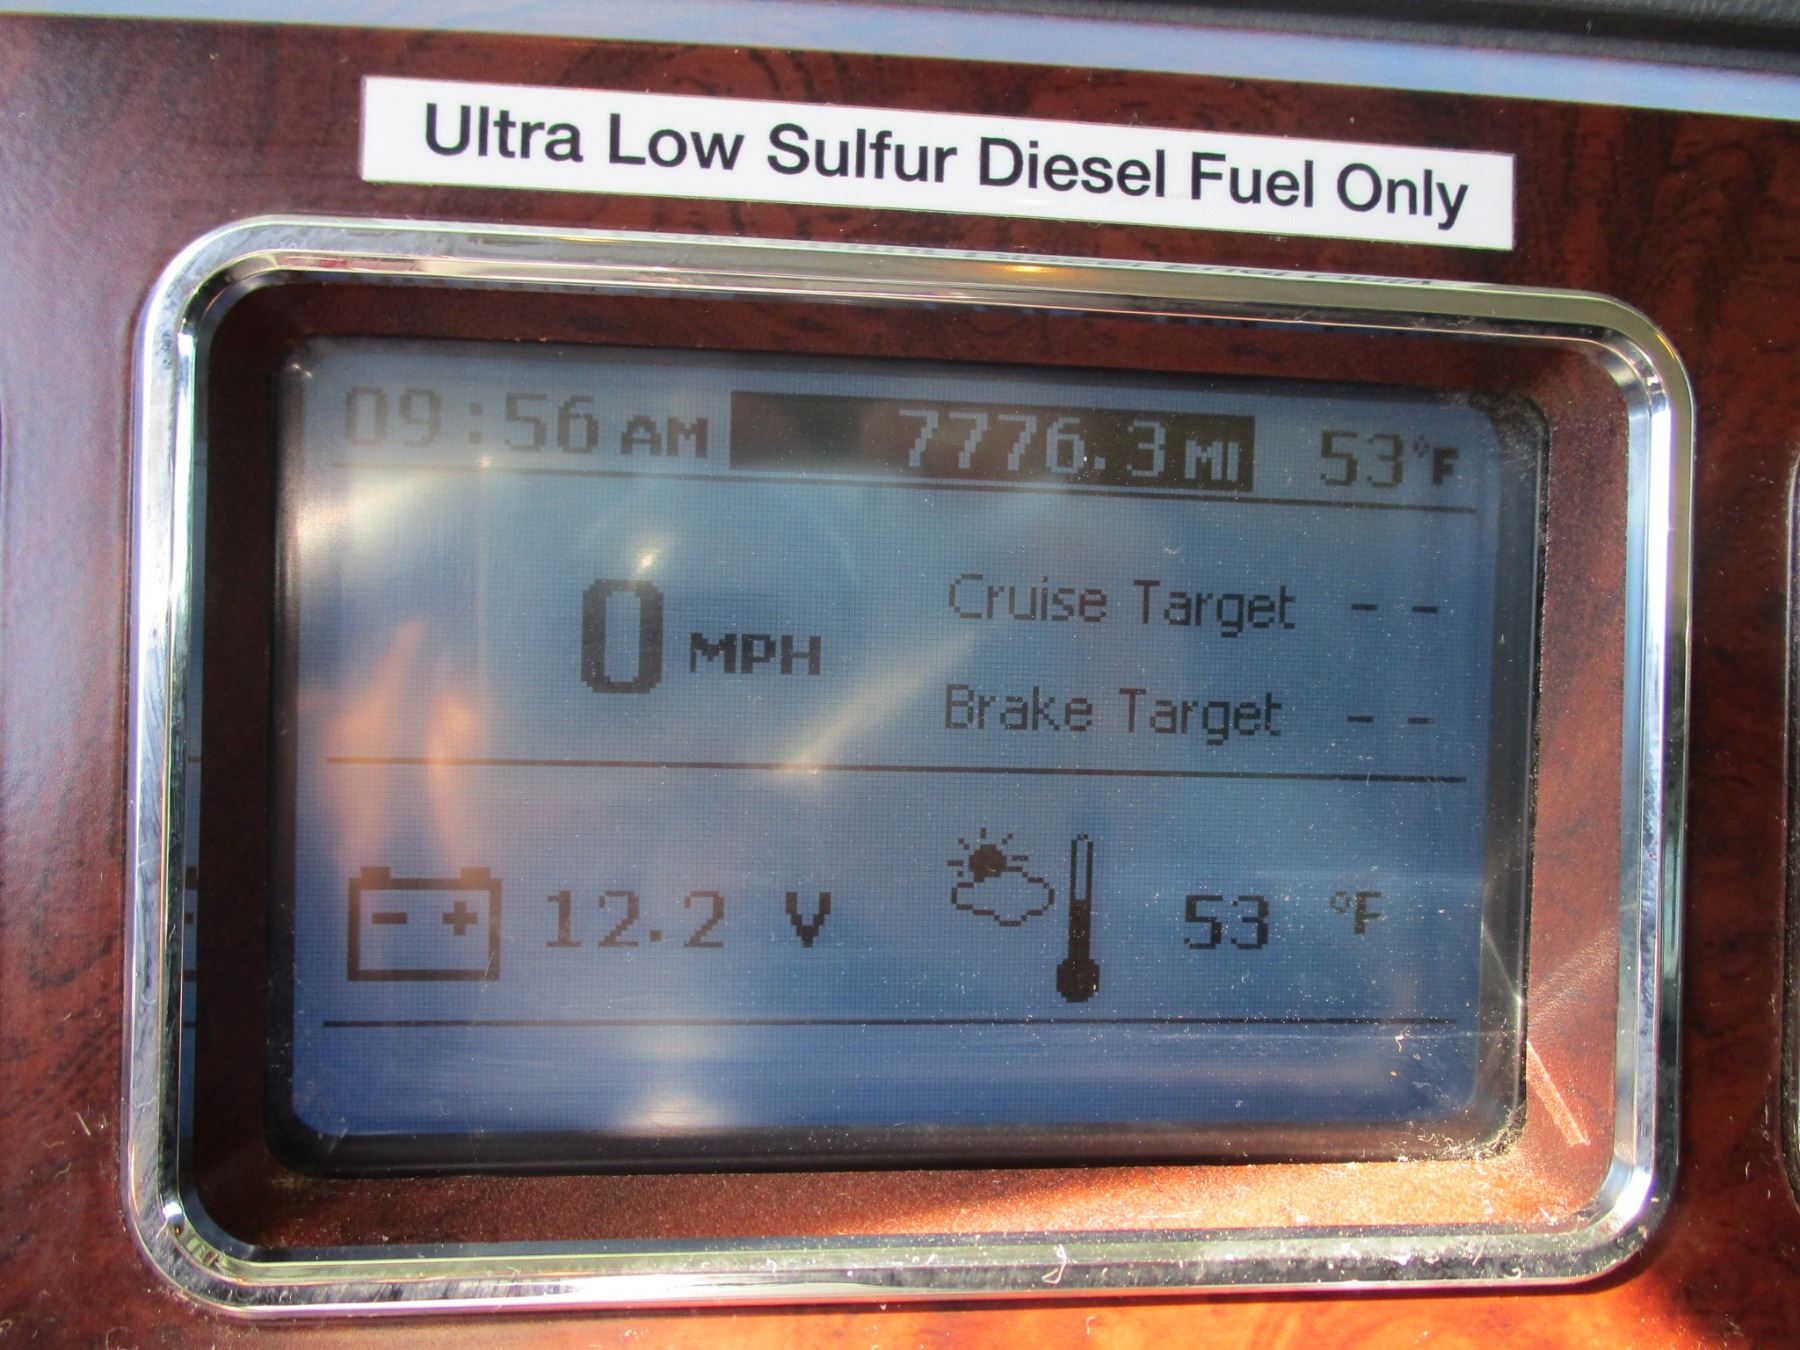 Ultra Low Sulfur Diesel Fuel Only
09:56 AM 7776.3 MI 53°F
0 MPH
Cruise Target - -
Brake Target - -
- + 12.2 V 53 °F